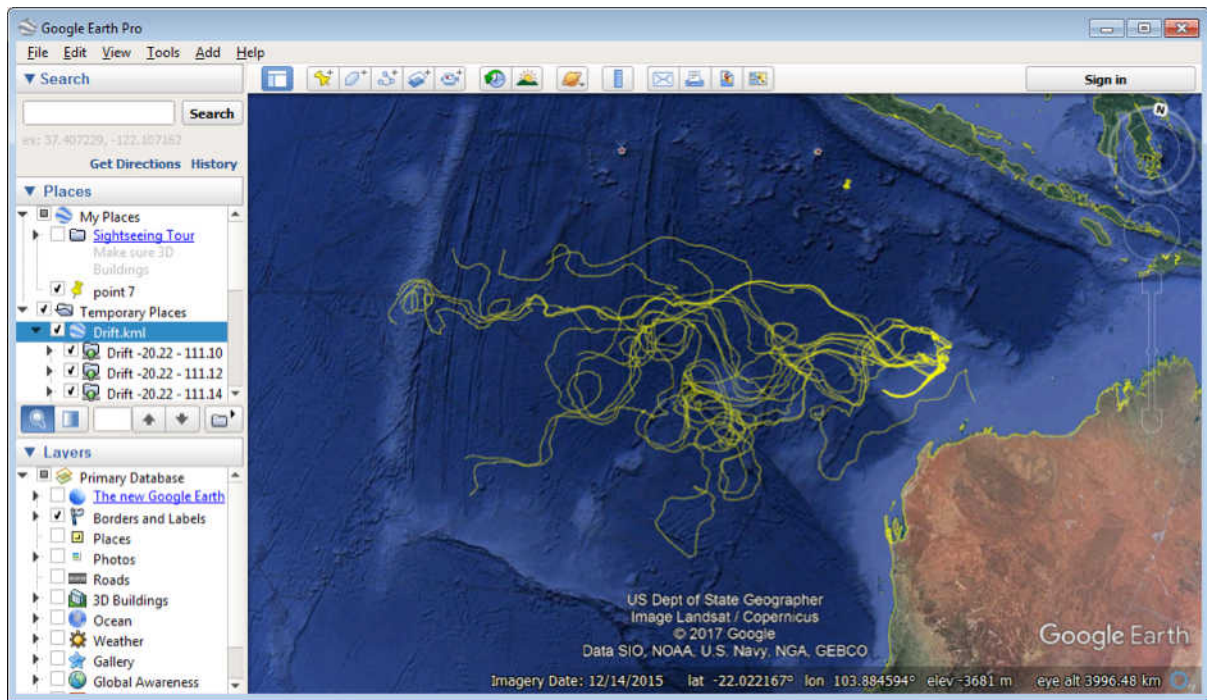 Google Earth Pro
File Edit View Tools Add Help
Search
Sign in
Search
ex: 37.407229, -122.107162
Get Directions History
Places
My Places
Sightseeing Tour
Make sure 3D
Buildings
point 7
Temporary Places
Drift.kml
Drift -20.22 - 111.10
Drift -20.22 - 111.12
Drift -20.22 - 111.14
Layers
Primary Database
The new Google Earth
Borders and Labels
Places
Photos
Roads
3D Buildings
Ocean
Weather
Gallery
Global Awareness
N
US Dept of State Geographer
Image Landsat / Copernicus
© 2017 Google
Data SIO, NOAA, U.S. Navy, NGA, GEBCO
Google Earth
Imagery Date: 12/14/2015 lat -22.022167° lon 103.884594° elev -3681 m eye alt 3996.48 km